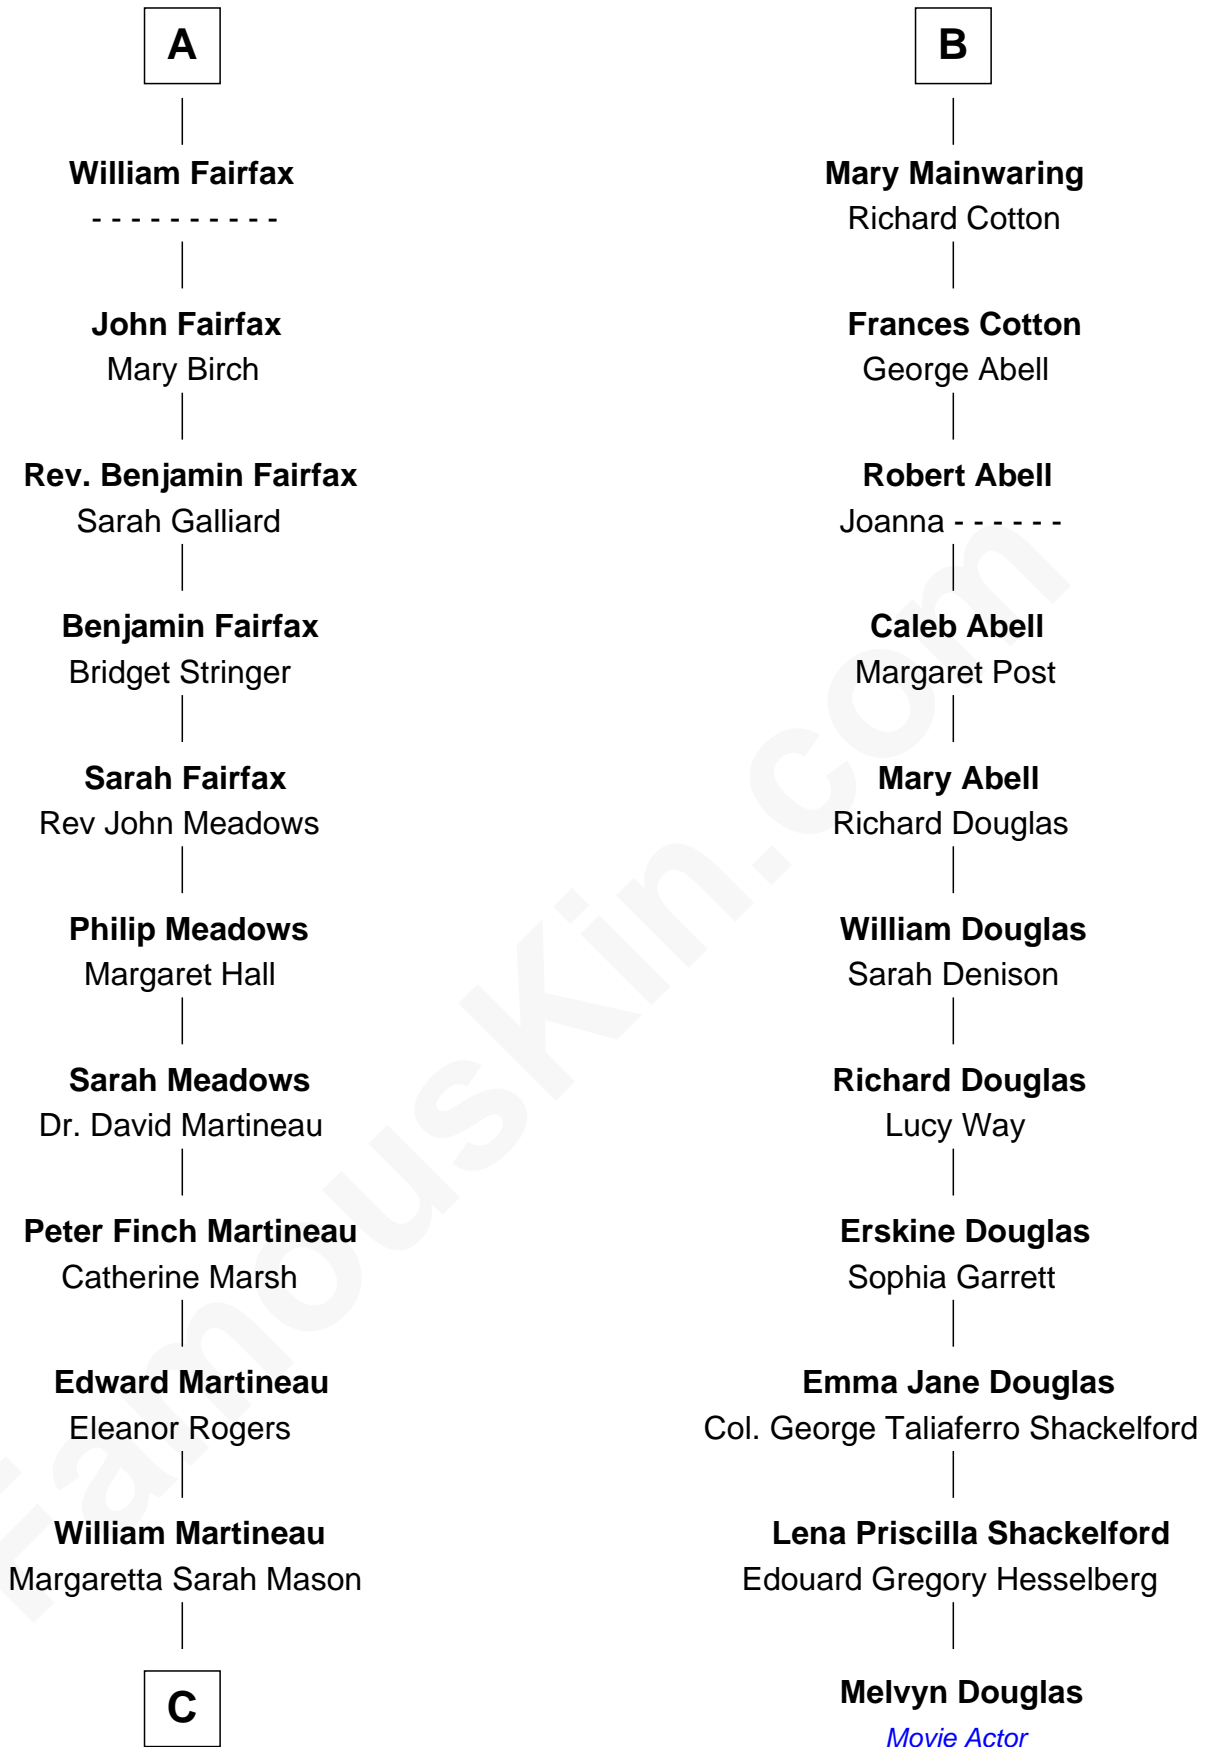 A
William Fairfax
- - - - - - - - - -
John Fairfax
Mary Birch
Rev. Benjamin Fairfax
Sarah Galliard
Benjamin Fairfax
Bridget Stringer
Sarah Fairfax
Rev John Meadows
Philip Meadows
Margaret Hall
Sarah Meadows
Dr. David Martineau
Peter Finch Martineau
Catherine Marsh
Edward Martineau
Eleanor Rogers
William Martineau
Margaretta Sarah Mason
C
B
Mary Mainwaring
Richard Cotton
Frances Cotton
George Abell
Robert Abell
Joanna - - - - - -
Caleb Abell
Margaret Post
Mary Abell
Richard Douglas
William Douglas
Sarah Denison
Richard Douglas
Lucy Way
Erskine Douglas
Sophia Garrett
Emma Jane Douglas
Col. George Taliaferro Shackelford
Lena Priscilla Shackelford
Edouard Gregory Hesselberg
Melvyn Douglas
Movie Actor
FamousKin.com